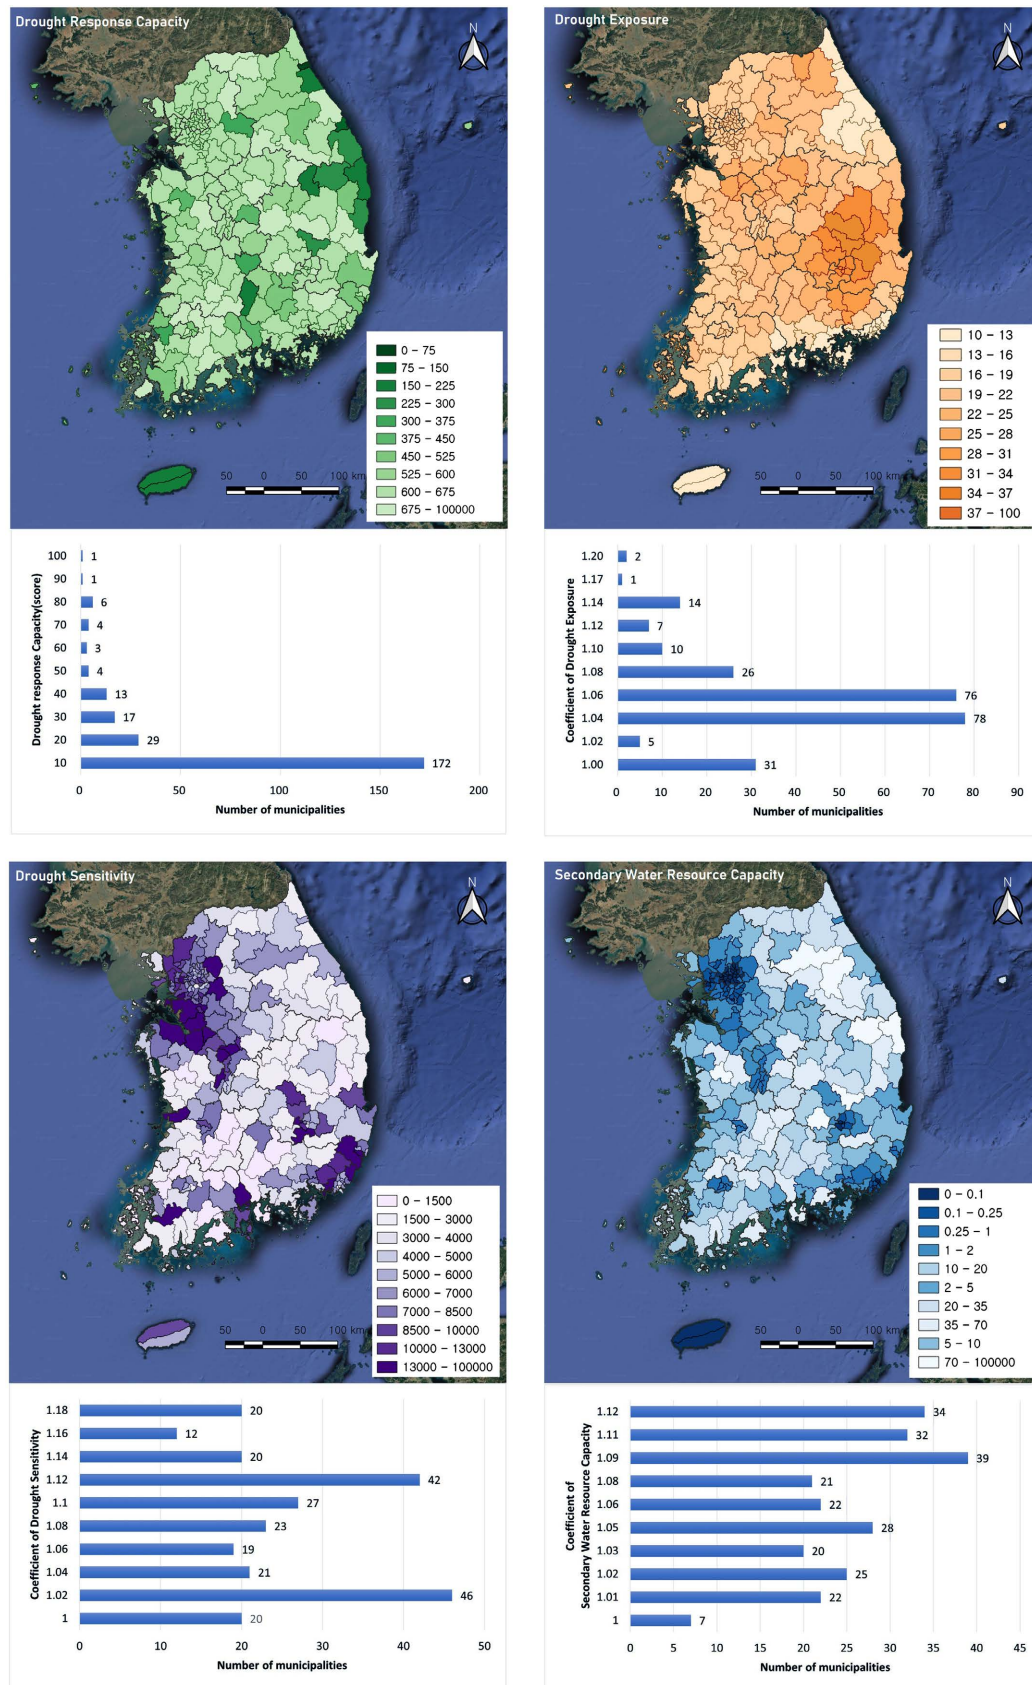 Drought Response Capacity
N
0 - 75
75 - 150
150 - 225
225 - 300
300 - 375
375 - 450
450 - 525
525 - 600
600 - 675
675 - 100000
50 0 50 100 km
Drought response Capacity(score)
100 1
90 1
80 6
70 4
60 3
50 4
40 13
30 17
20 29
10 172
0 50 100 150 200
Number of municipalities
Drought Exposure
N
10 - 13
13 - 16
16 - 19
19 - 22
22 - 25
25 - 28
28 - 31
31 - 34
34 - 37
37 - 100
50 0 50 100 km
Coefficient of Drought Exposure
1.20 2
1.17 1
1.14 14
1.12 7
1.10 10
1.08 26
1.06 76
1.04 78
1.02 5
1.00 31
0 10 20 30 40 50 60 70 80 90
Number of municipalities
Drought Sensitivity
N
0 - 1500
1500 - 3000
3000 - 4000
4000 - 5000
5000 - 6000
6000 - 7000
7000 - 8500
8500 - 10000
10000 - 13000
13000 - 100000
50 0 50 100 km
Coefficient of Drought Sensitivity
1.18 20
1.16 12
1.14 20
1.12 42
1.1 27
1.08 23
1.06 19
1.04 21
1.02 46
1 20
0 10 20 30 40 50
Number of municipalities
Secondary Water Resource Capacity
N
0 - 0.1
0.1 - 0.25
0.25 - 1
1 - 2
10 - 20
2 - 5
20 - 35
35 - 70
5 - 10
70 - 100000
50 0 50 100 km
Coefficient of
Secondary Water Resource Capacity
1.12 34
1.11 32
1.09 39
1.08 21
1.06 22
1.05 28
1.03 20
1.02 25
1.01 22
1 7
0 5 10 15 20 25 30 35 40 45
Number of municipalities